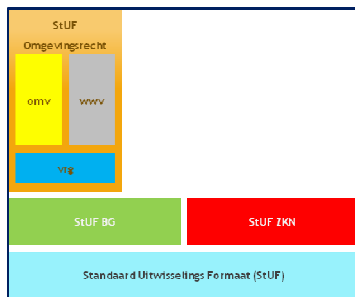 StUF
Omgevingsrecht
omv
wwv
vrg
StUF BG
StUF ZKN
Standaard Uitwisselings Formaat (StUF)